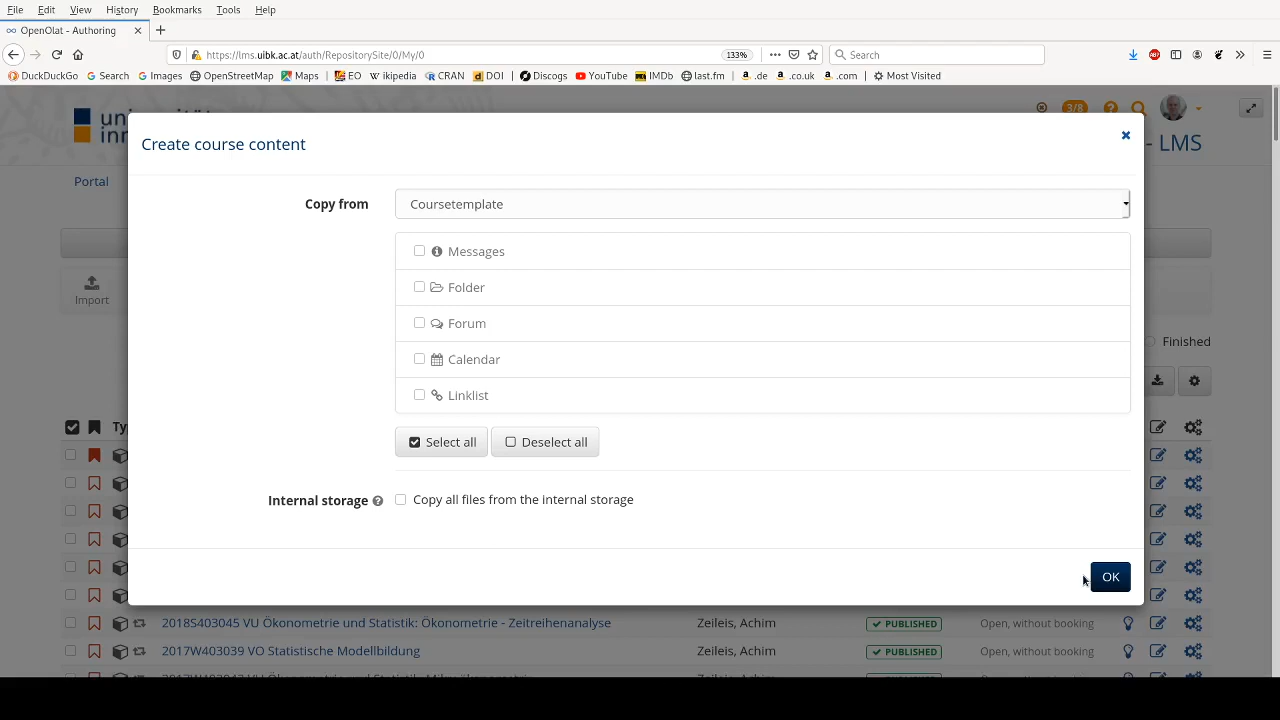 File Edit View History Bookmarks Tools Help
OpenOlat - Authoring
https://lms.uibk.ac.at/auth/RepositorySite/0/My/0 133% Search
DuckDuckGo Search Images OpenStreetMap Maps EO wikipedia CRAN DOI Discogs YouTube IMDb last.fm .de .co.uk .com Most Visited
3/8
- LMS
Create course content
Portal
Copy from Coursetemplate
Messages
Folder
Import
Forum
Finished
Calendar
Linklist
Select all Deselect all
Internal storage Copy all files from the internal storage
OK
2018S403045 VU Ökonometrie und Statistik: Ökonometrie - Zeitreihenanalyse Zeileis, Achim PUBLISHED Open, without booking
2017W403039 VO Statistische Modellbildung Zeileis, Achim PUBLISHED Open, without booking